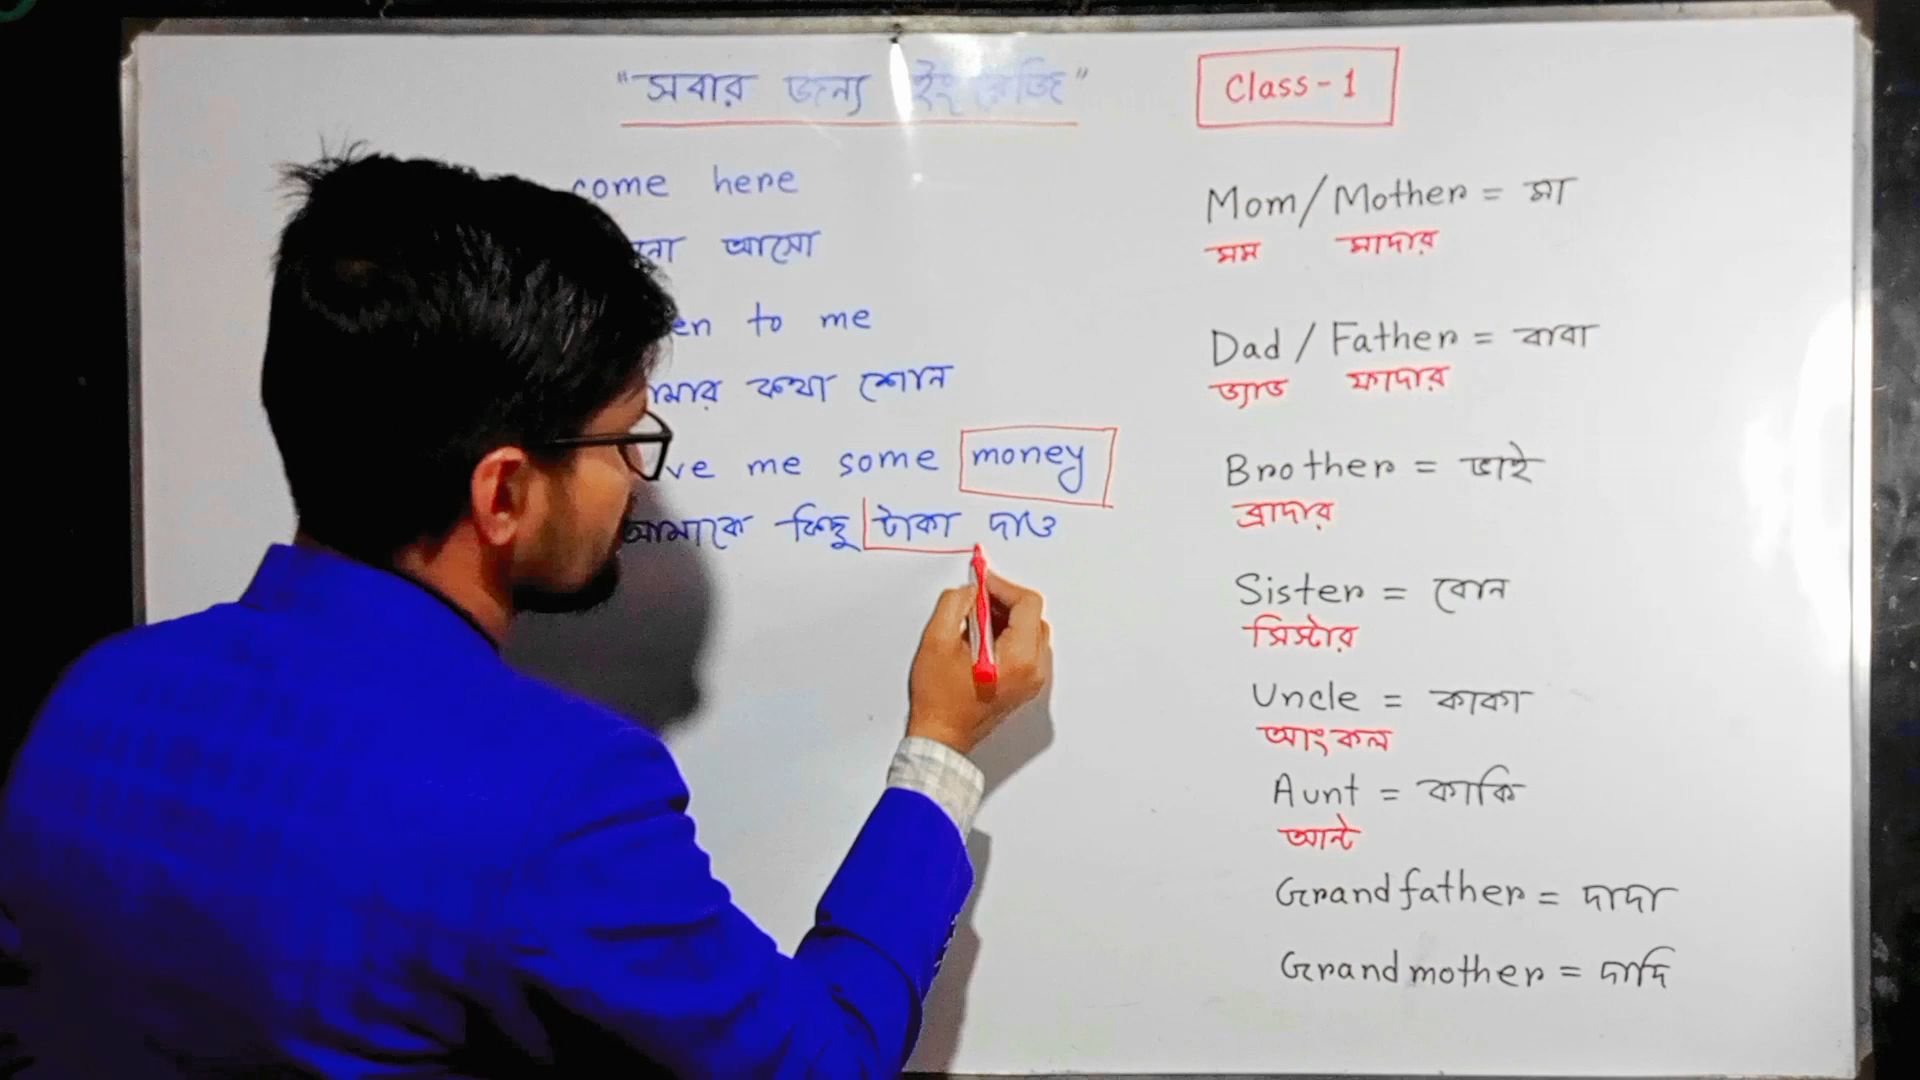 "সবার জন্য ইংরেজি"
Class-1
come here
আসো
to me
কথা শোন
me some money
আমাকে কিছু টাকা দাও
Mom/Mother = মা
মম মাদার
Dad/Father = বাবা
ড্যাড ফাদার
Brother = ভাই
ব্রাদার
Sister = বোন
সিস্টার
Uncle = কাকা
আংকল
Aunt = কাকি
আন্ট
Grandfather = দাদা
Grandmother = দাদি